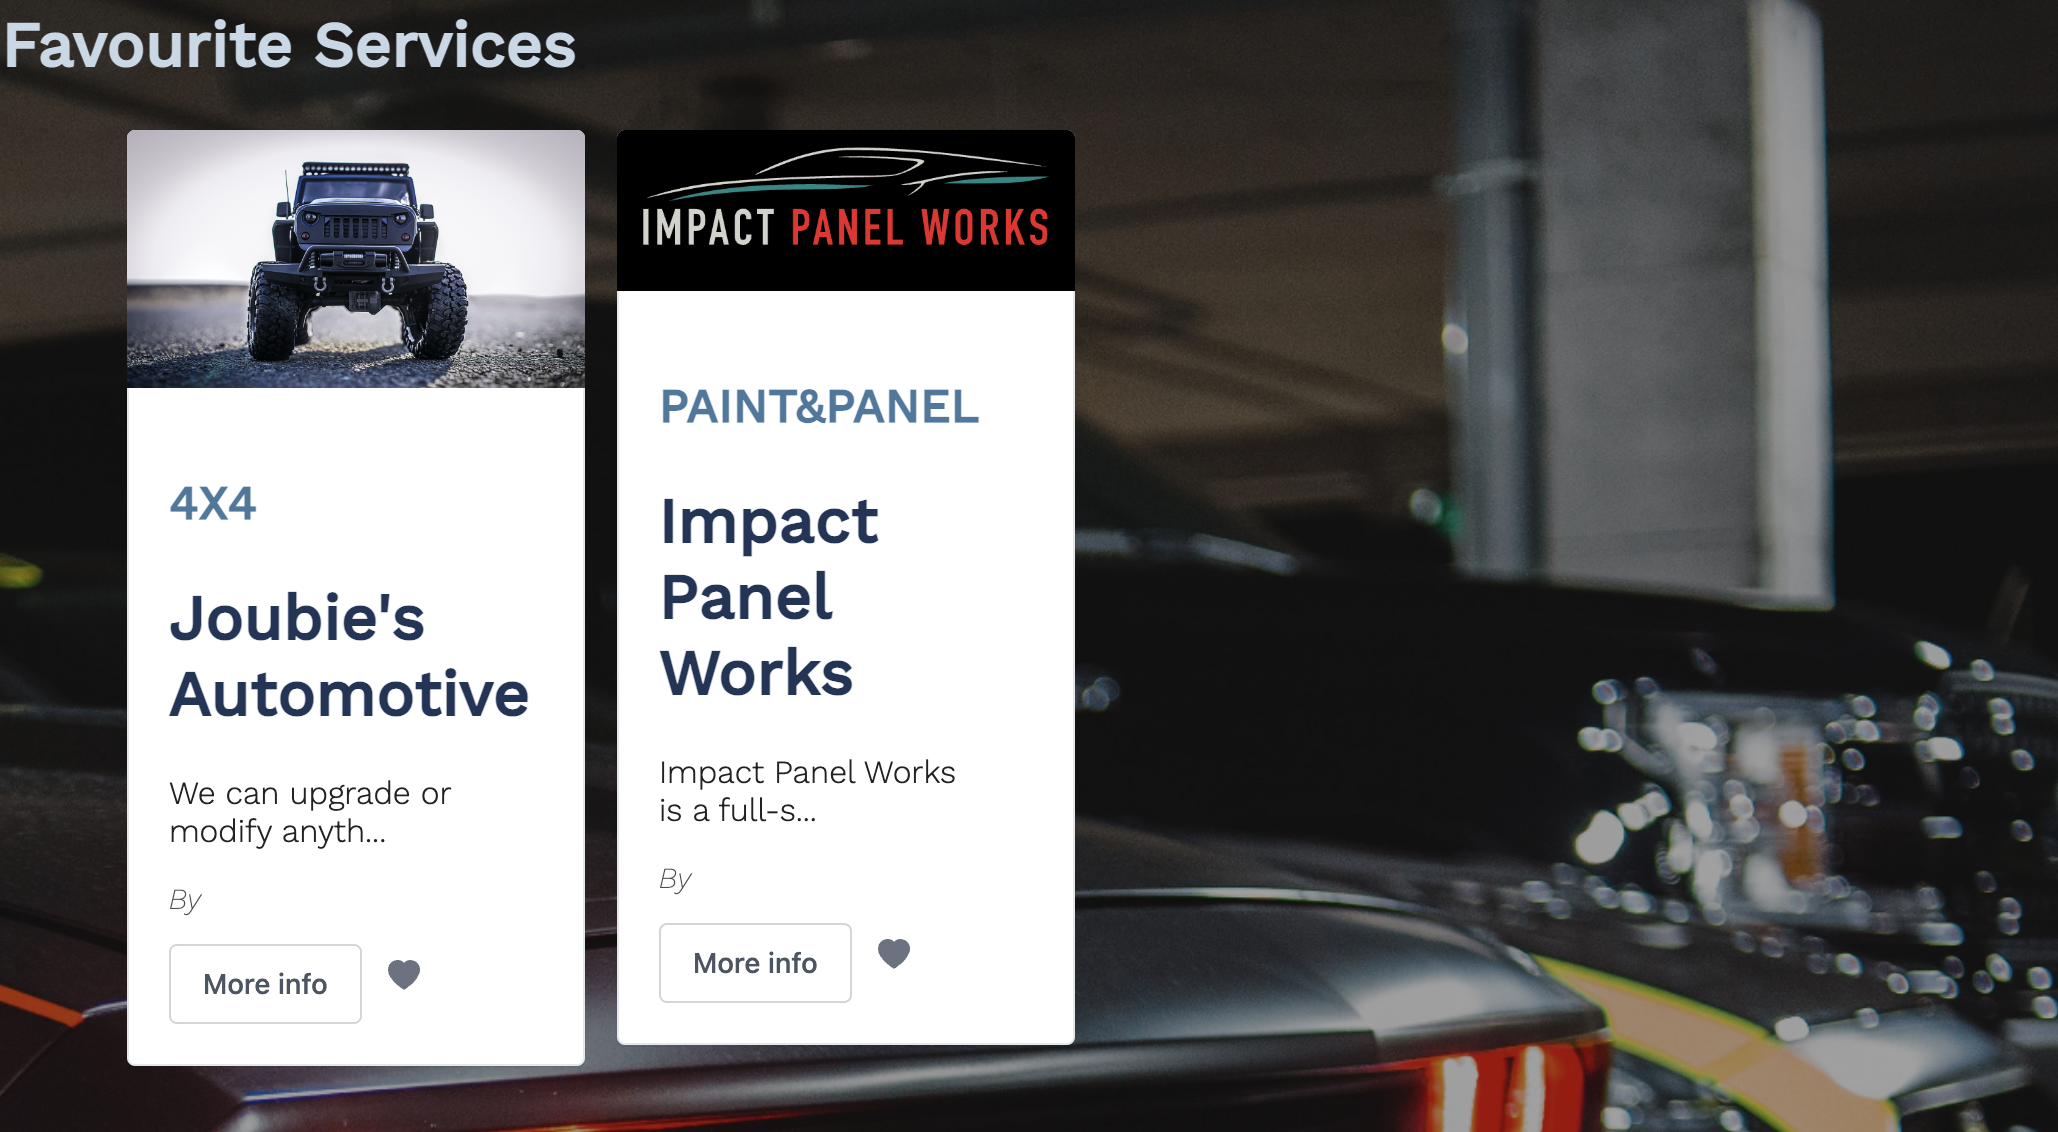 Favourite Services
4X4
Joubie's
Automotive
We can upgrade or
modify anyth...
By
More info
IMPACT PANEL WORKS
PAINT&PANEL
Impact
Panel
Works
Impact Panel Works
is a full-s...
By
More info